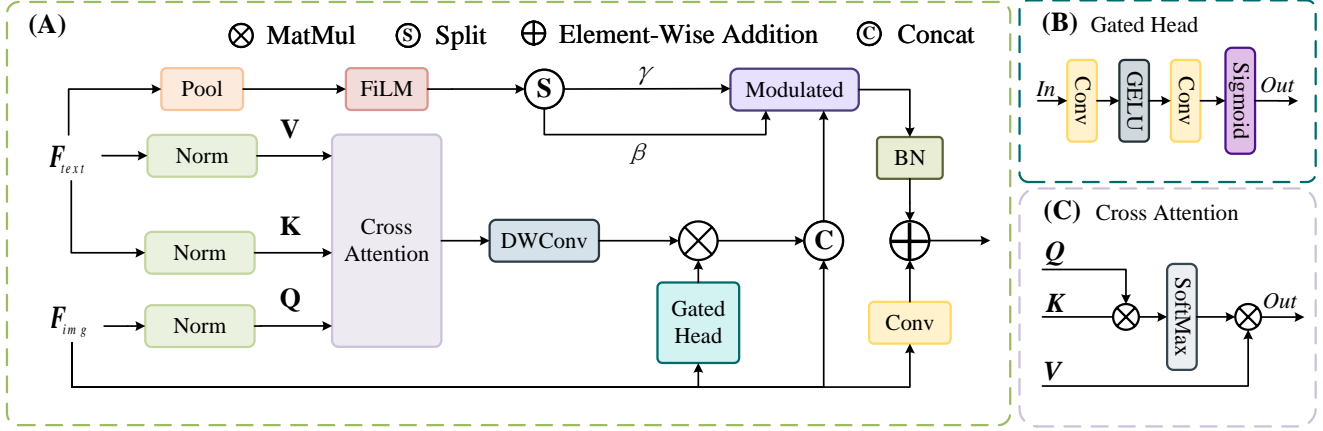 (A)
MatMul
S Split
Element-Wise Addition
C Concat
Pool
FiLM
S
γ
Modulated
β
F_text
Norm
V
BN
Norm
K
Cross
Attention
DWConv
C
F_img
Norm
Q
Gated
Head
Conv
(B) Gated Head
In
Conv
GELU
Conv
Sigmoid
Out
(C) Cross Attention
Q
K
V
SoftMax
Out